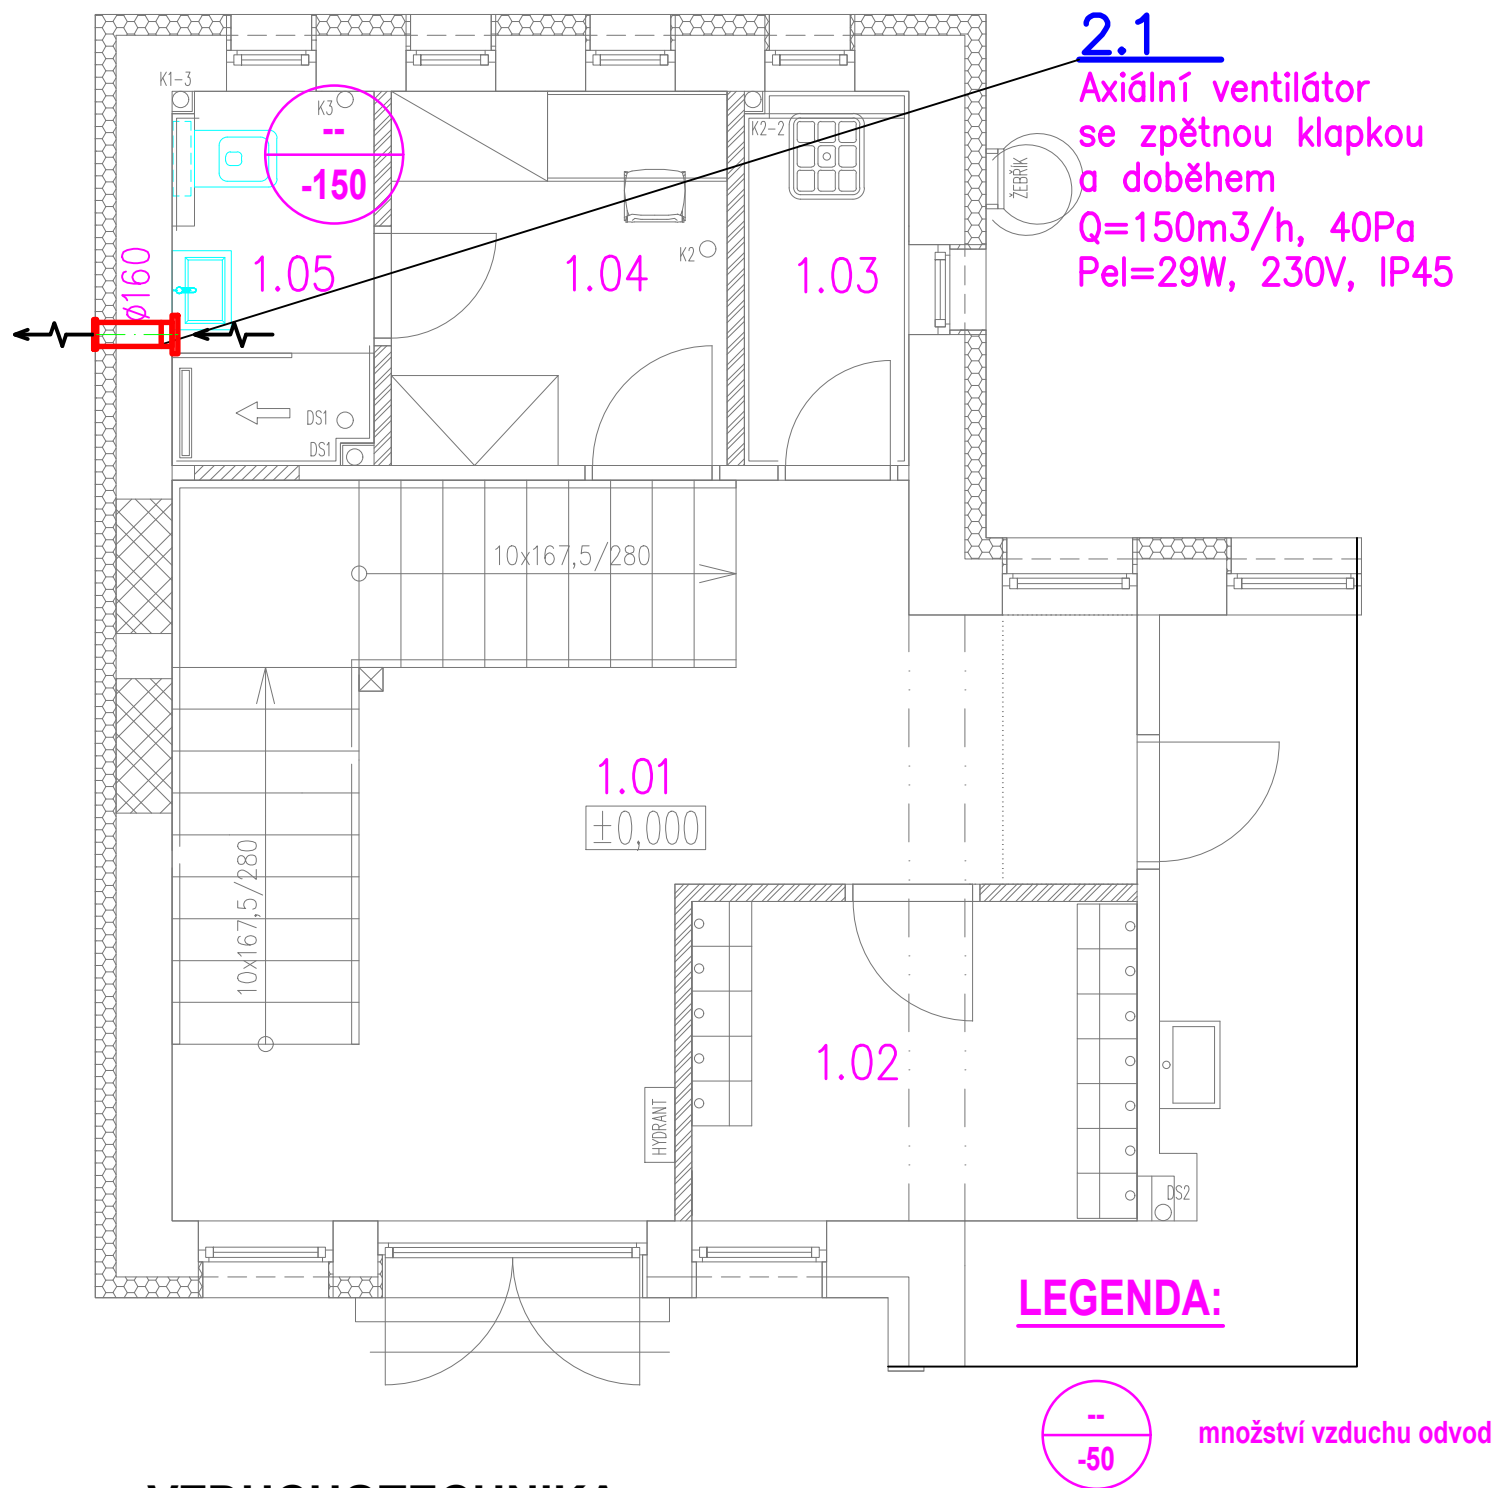 2.1
Axiální ventilátor
se zpětnou klapkou
a doběhem
Q=150m3/h, 40Pa
Pel=29W, 230V, IP45
K1-3
K3
--
-150
K2-2
ŽEBŘÍK
ø160
1.05
1.04
K2
1.03
DS1
DS1
10x167,5/280
1.01
±0,000
10x167,5/280
1.02
HYDRANT
DS2
LEGENDA:
--
-50
množství vzduchu odvod
VZDUCHOTECHNIKA